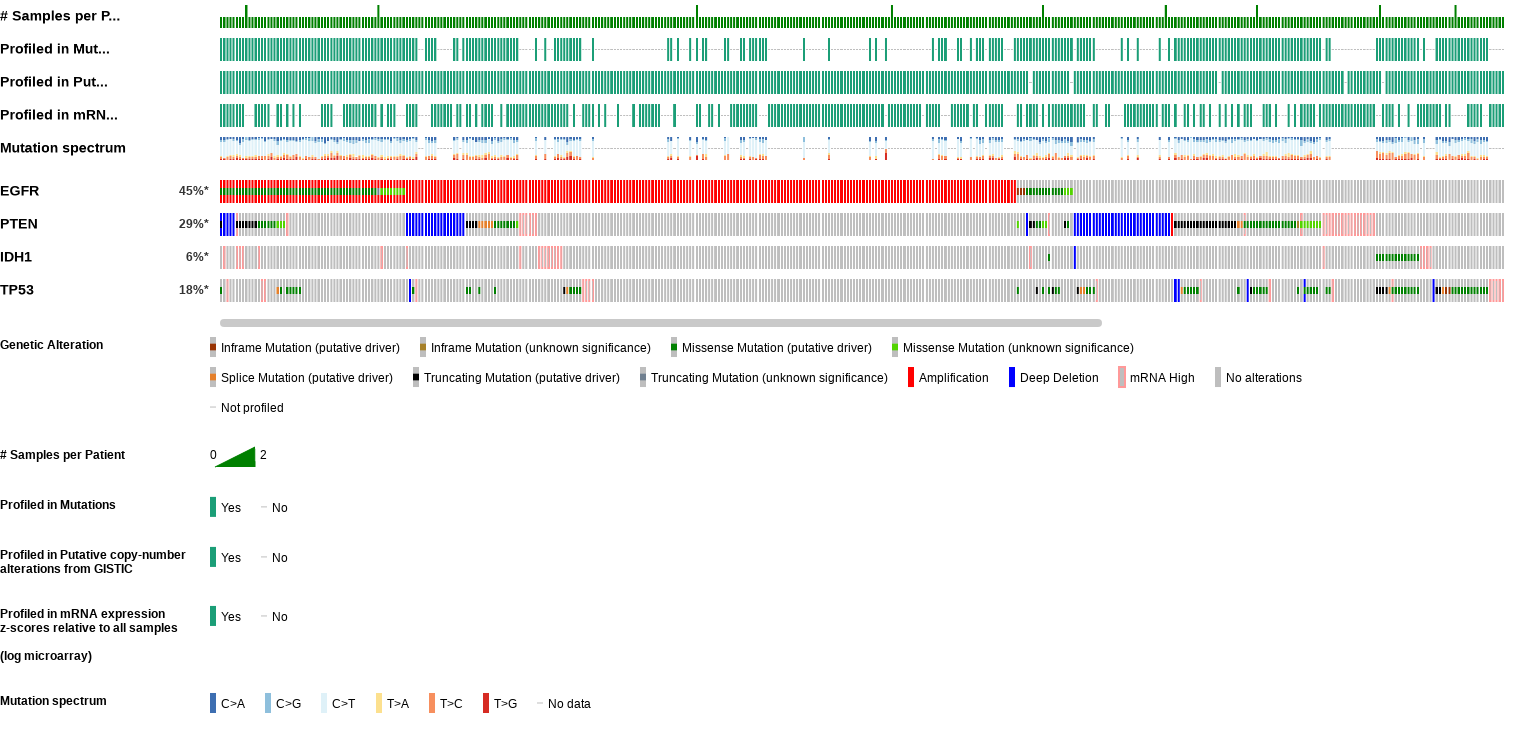 # Samples per P...
Profiled in Mut...
Profiled in Put...
Profiled in mRN...
Mutation spectrum
EGFR 45%*
PTEN 29%*
IDH1 6%*
TP53 18%*
Genetic Alteration Inframe Mutation (putative driver) Inframe Mutation (unknown significance) Missense Mutation (putative driver) Missense Mutation (unknown significance)
Splice Mutation (putative driver) Truncating Mutation (putative driver) Truncating Mutation (unknown significance) Amplification Deep Deletion mRNA High No alterations
Not profiled
# Samples per Patient 0 2
Profiled in Mutations Yes No
Profiled in Putative copy-number
alterations from GISTIC Yes No
Profiled in mRNA expression
z-scores relative to all samples Yes No
(log microarray)
Mutation spectrum C>A C>G C>T T>A T>C T>G No data